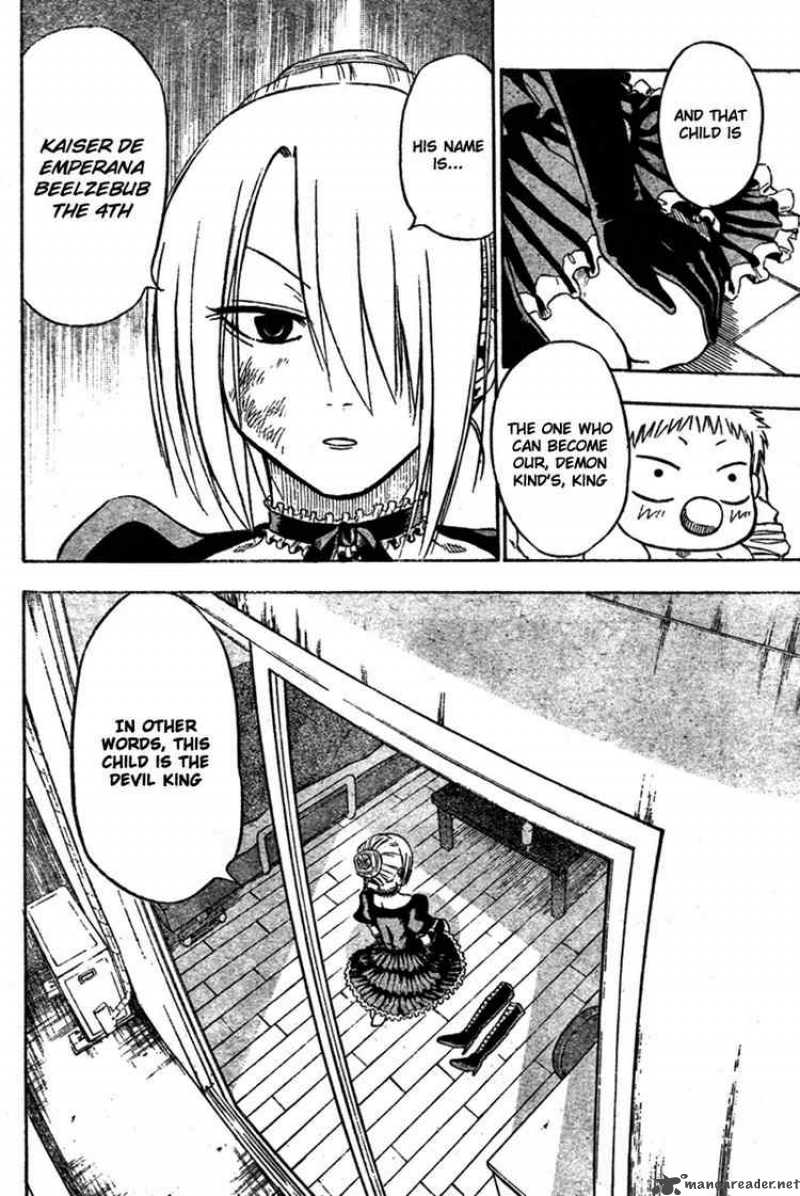 AND THAT
CHILD IS
THE ONE WHO
CAN BECOME
OUR, DEMON
KIND'S, KING
HIS NAME
IS...
KAISER DE
EMPERANA
BEELZEBUB
THE 4TH
IN OTHER
WORDS, THIS
CHILD IS THE
DEVIL KING
mangareader.net